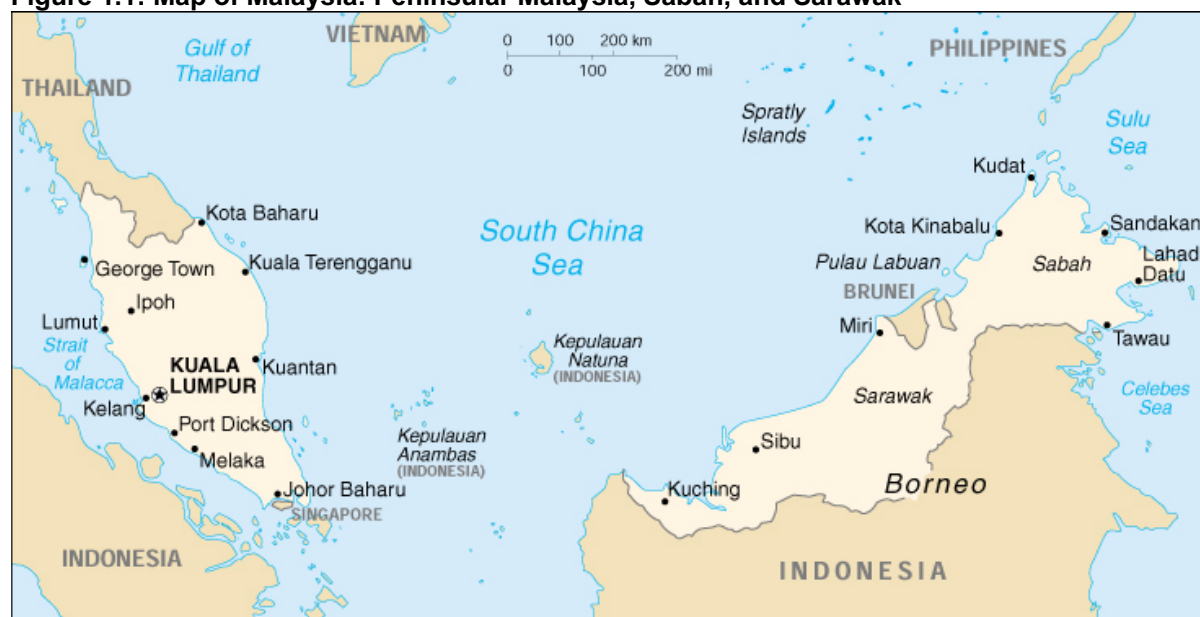 Figure 1.1: Map of Malaysia: Peninsular Malaysia, Sabah, and Sarawak
VIETNAM
Gulf of
Thailand
0 100 200 km
0 100 200 mi
PHILIPPINES
THAILAND
Spratly
Islands
Sulu
Sea
Kudat
Kota Baharu
South China
Sea
Kota Kinabalu
Sandakan
George Town
Kuala Terengganu
Pulau Labuan
Sabah
Lahad
Datu
BRUNEI
Ipoh
Lumut
Miri
Tawau
Strait
of
Malacca
KUALA
LUMPUR
Kuantan
Kepulauan
Natuna
(INDONESIA)
Celebes
Sea
Kelang
Sarawak
Port Dickson
Kepulauan
Anambas
(INDONESIA)
Sibu
Melaka
Johor Baharu
Kuching
Borneo
SINGAPORE
INDONESIA
INDONESIA